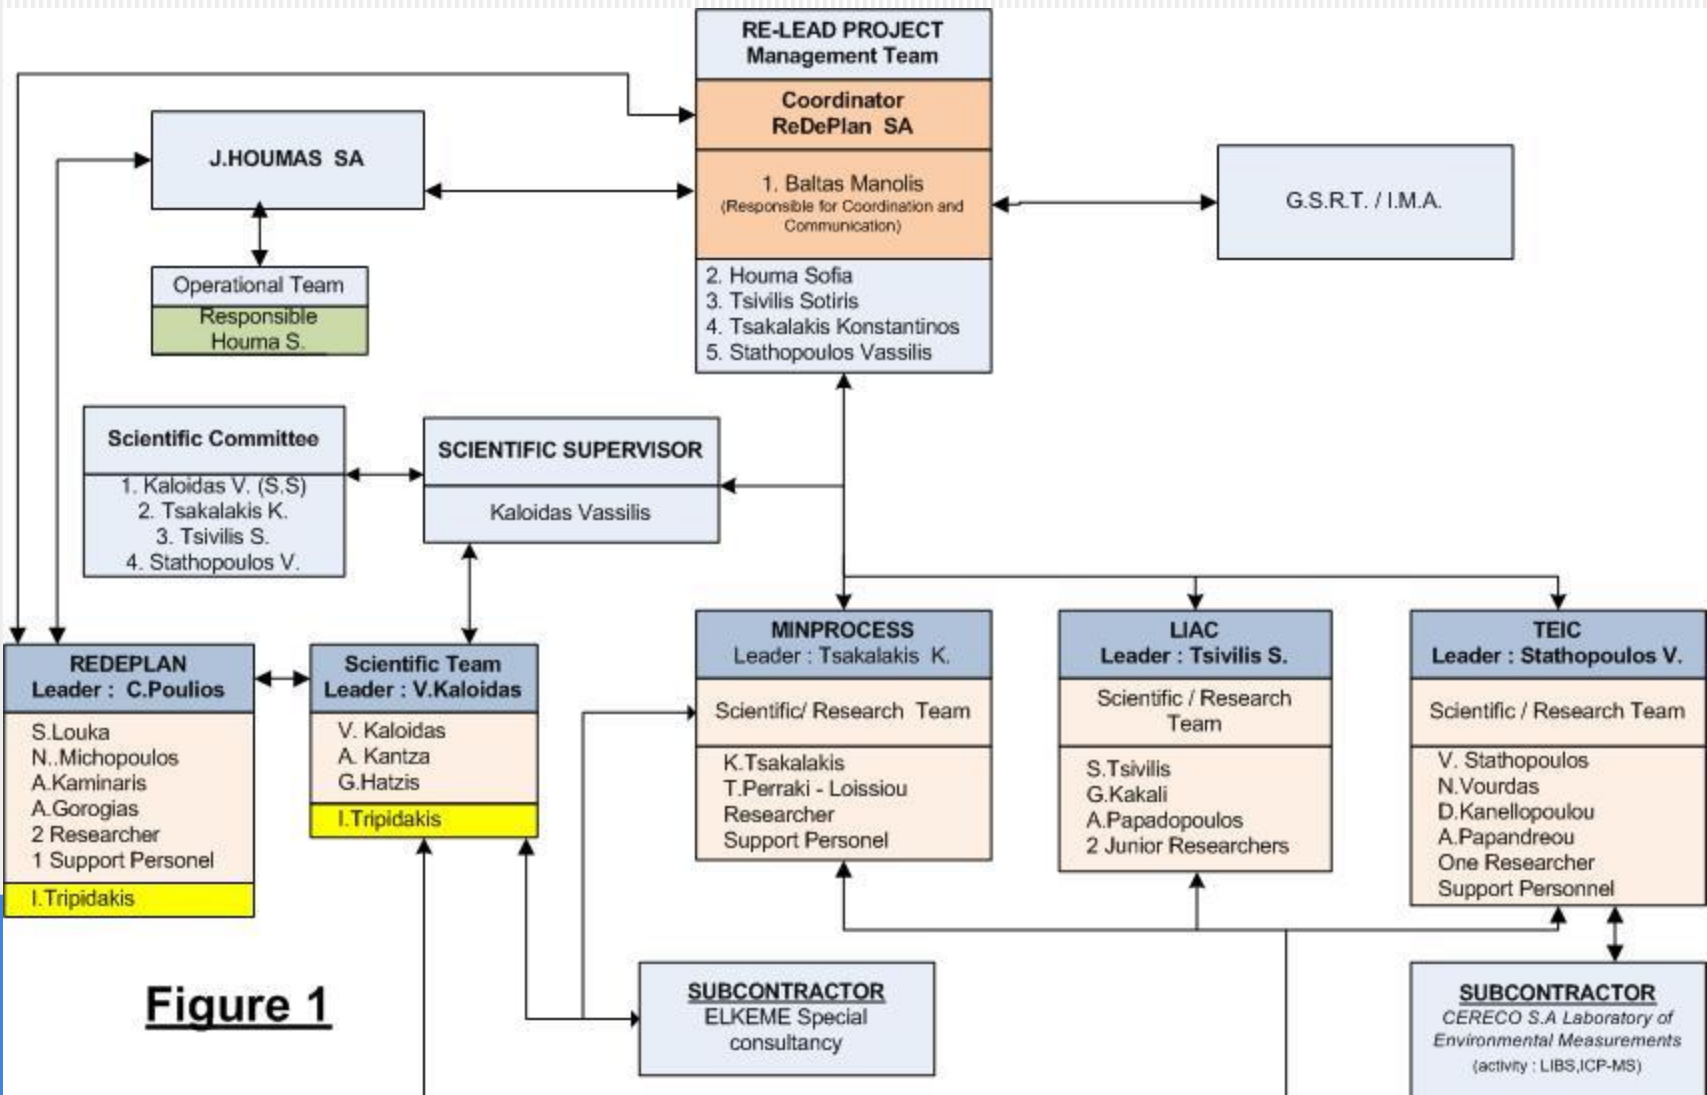 RE-LEAD PROJECT
Management Team
Coordinator
ReDePlan SA
1. Baltas Manolis
(Responsible for Coordination and
Communication)
2. Houma Sofia
3. Tsivilis Sotiris
4. Tsakalakis Konstantinos
5. Stathopoulos Vassilis
J.HOUMAS SA
G.S.R.T. / I.M.A.
Operational Team
Responsible
Houma S.
Scientific Committee
1. Kaloidas V. (S.S)
2. Tsakalakis K.
3. Tsivilis S.
4. Stathopoulos V.
SCIENTIFIC SUPERVISOR
Kaloidas Vassilis
REDEPLAN
Leader : C.Poulios
S.Louka
N..Michopoulos
A.Kaminaris
A.Gorogias
2 Researcher
1 Support Personel
I.Tripidakis
Scientific Team
Leader : V.Kaloidas
V. Kaloidas
A. Kantza
G.Hatzis
I.Tripidakis
MINPROCESS
Leader : Tsakalakis K.
Scientific/ Research Team
K.Tsakalakis
T.Perraki - Loissiou
Researcher
Support Personel
LIAC
Leader : Tsivilis S.
Scientific / Research
Team
S.Tsivilis
G.Kakali
A.Papadopoulos
2 Junior Researchers
TEIC
Leader : Stathopoulos V.
Scientific / Research Team
V. Stathopoulos
N.Vourdas
D.Kanellopoulou
A.Papandreou
One Researcher
Support Personnel
Figure 1
SUBCONTRACTOR
ELKEME Special
consultancy
SUBCONTRACTOR
CERECO S.A Laboratory of
Environmental Measurements
(activity : LIBS,ICP-MS)